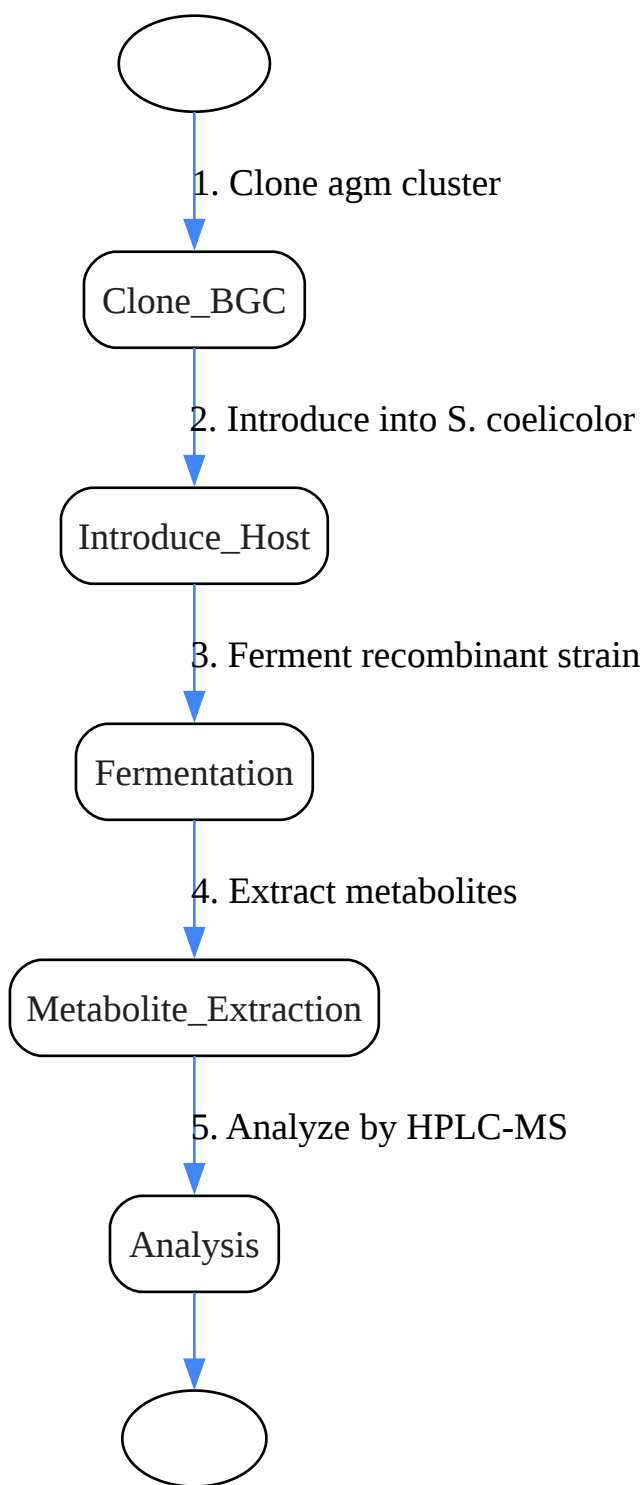 1. Clone agm cluster
Clone_BGC
2. Introduce into S. coelicolor
Introduce_Host
3. Ferment recombinant strain
Fermentation
4. Extract metabolites
Metabolite_Extraction
5. Analyze by HPLC-MS
Analysis